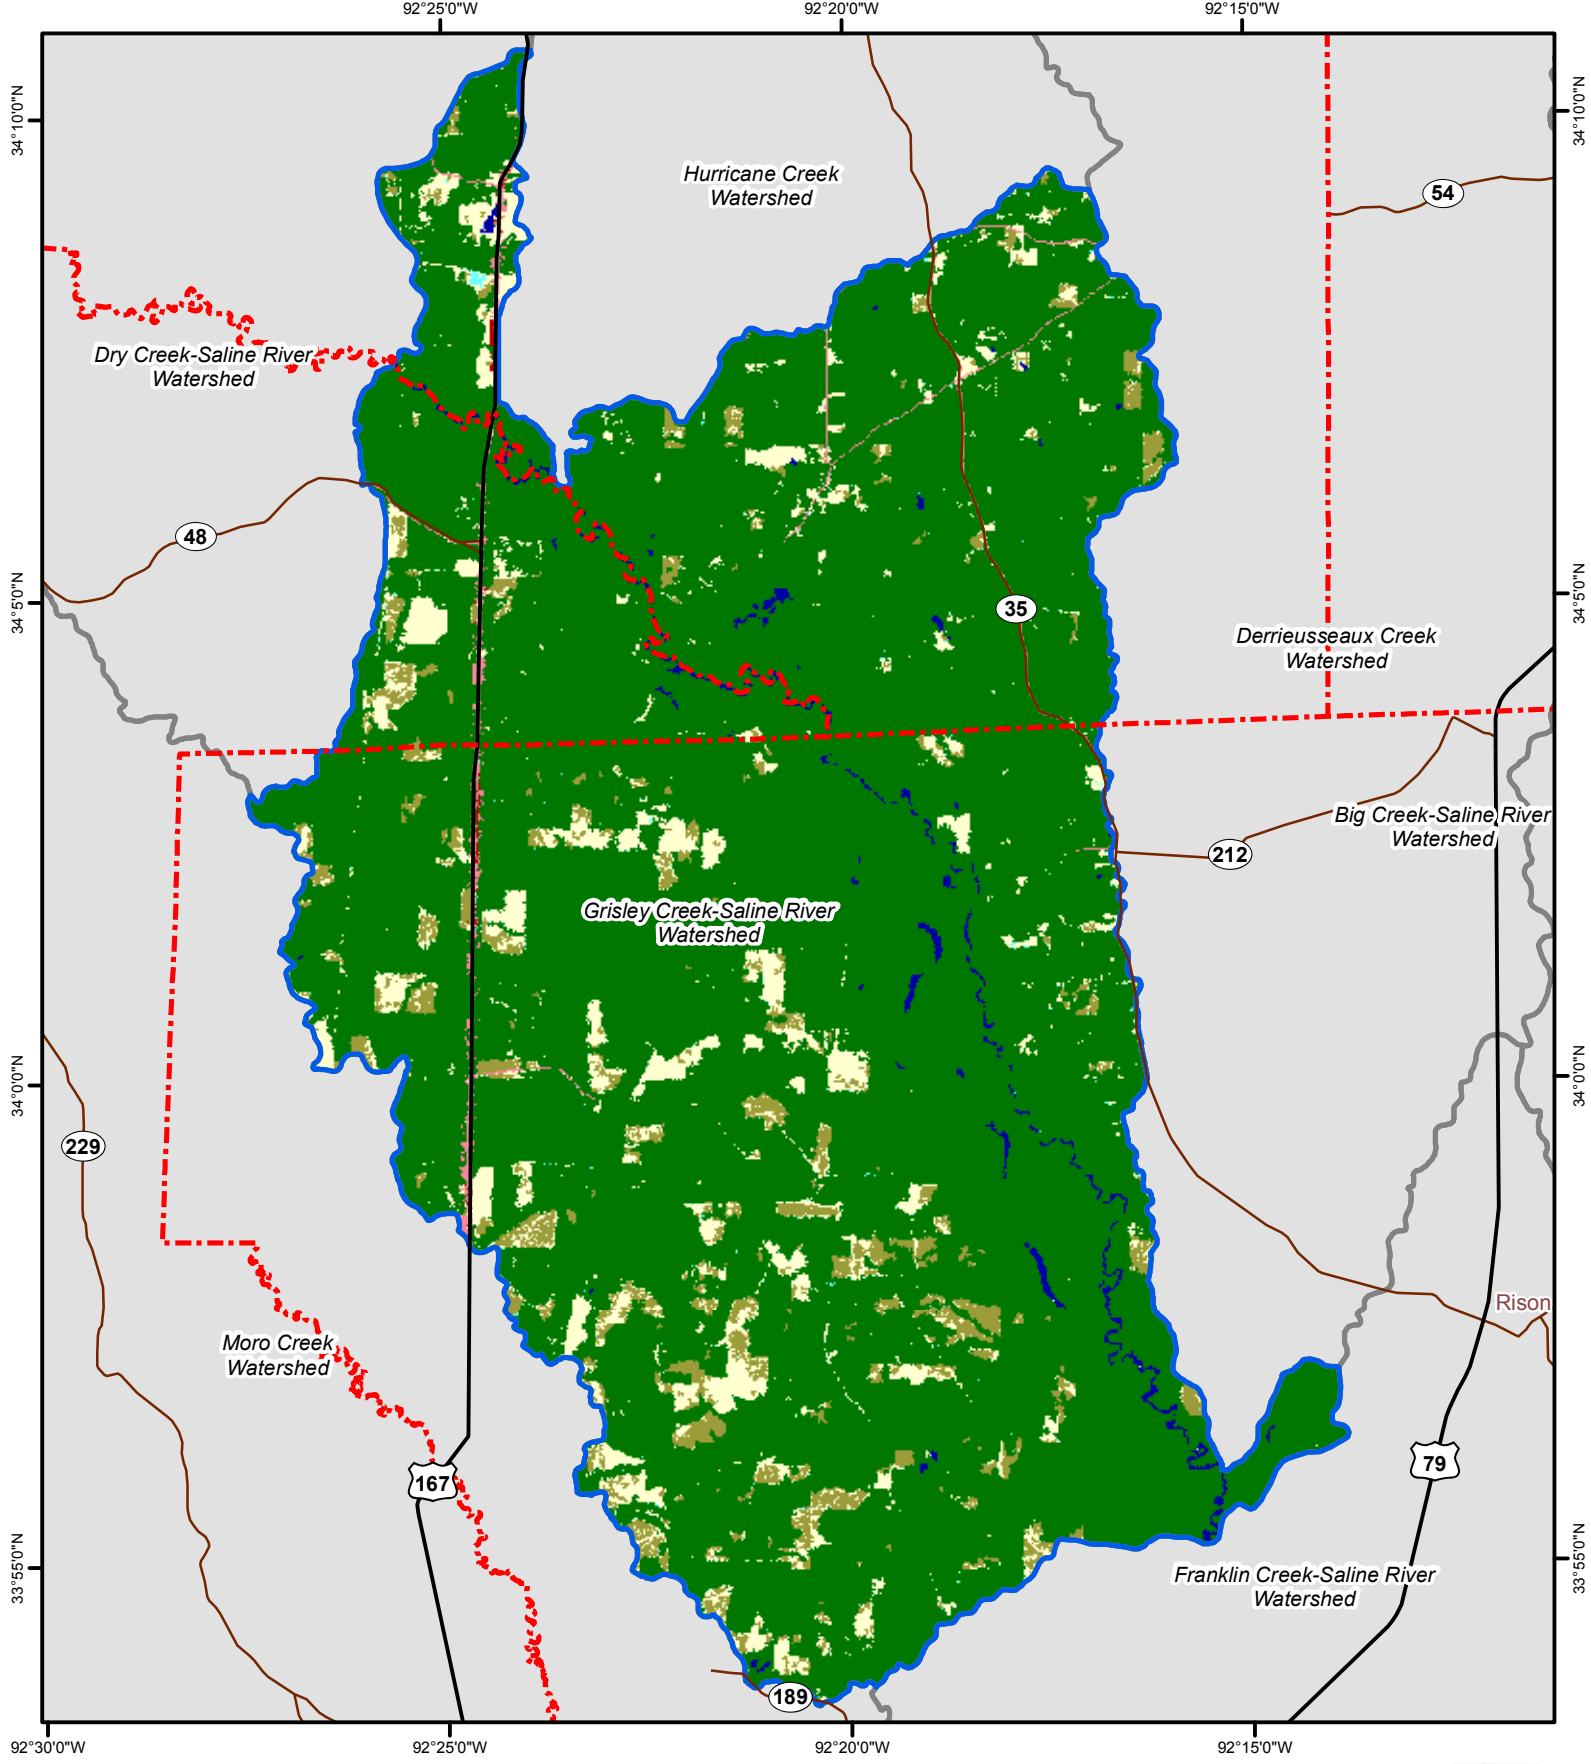 92°25'0"W
92°20'0"W
92°15'0"W
34°10'0"N
34°10'0"N
Hurricane Creek
Watershed
54
Dry Creek-Saline River
Watershed
48
34°5'0"N
34°5'0"N
35
Derrieusseaux Creek
Watershed
Big Creek-Saline River
Watershed
212
Grisley Creek-Saline River
Watershed
34°0'0"N
34°0'0"N
229
Rison
Moro Creek
Watershed
167
79
33°55'0"N
33°55'0"N
Franklin Creek-Saline River
Watershed
189
92°30'0"W
92°25'0"W
92°20'0"W
92°15'0"W